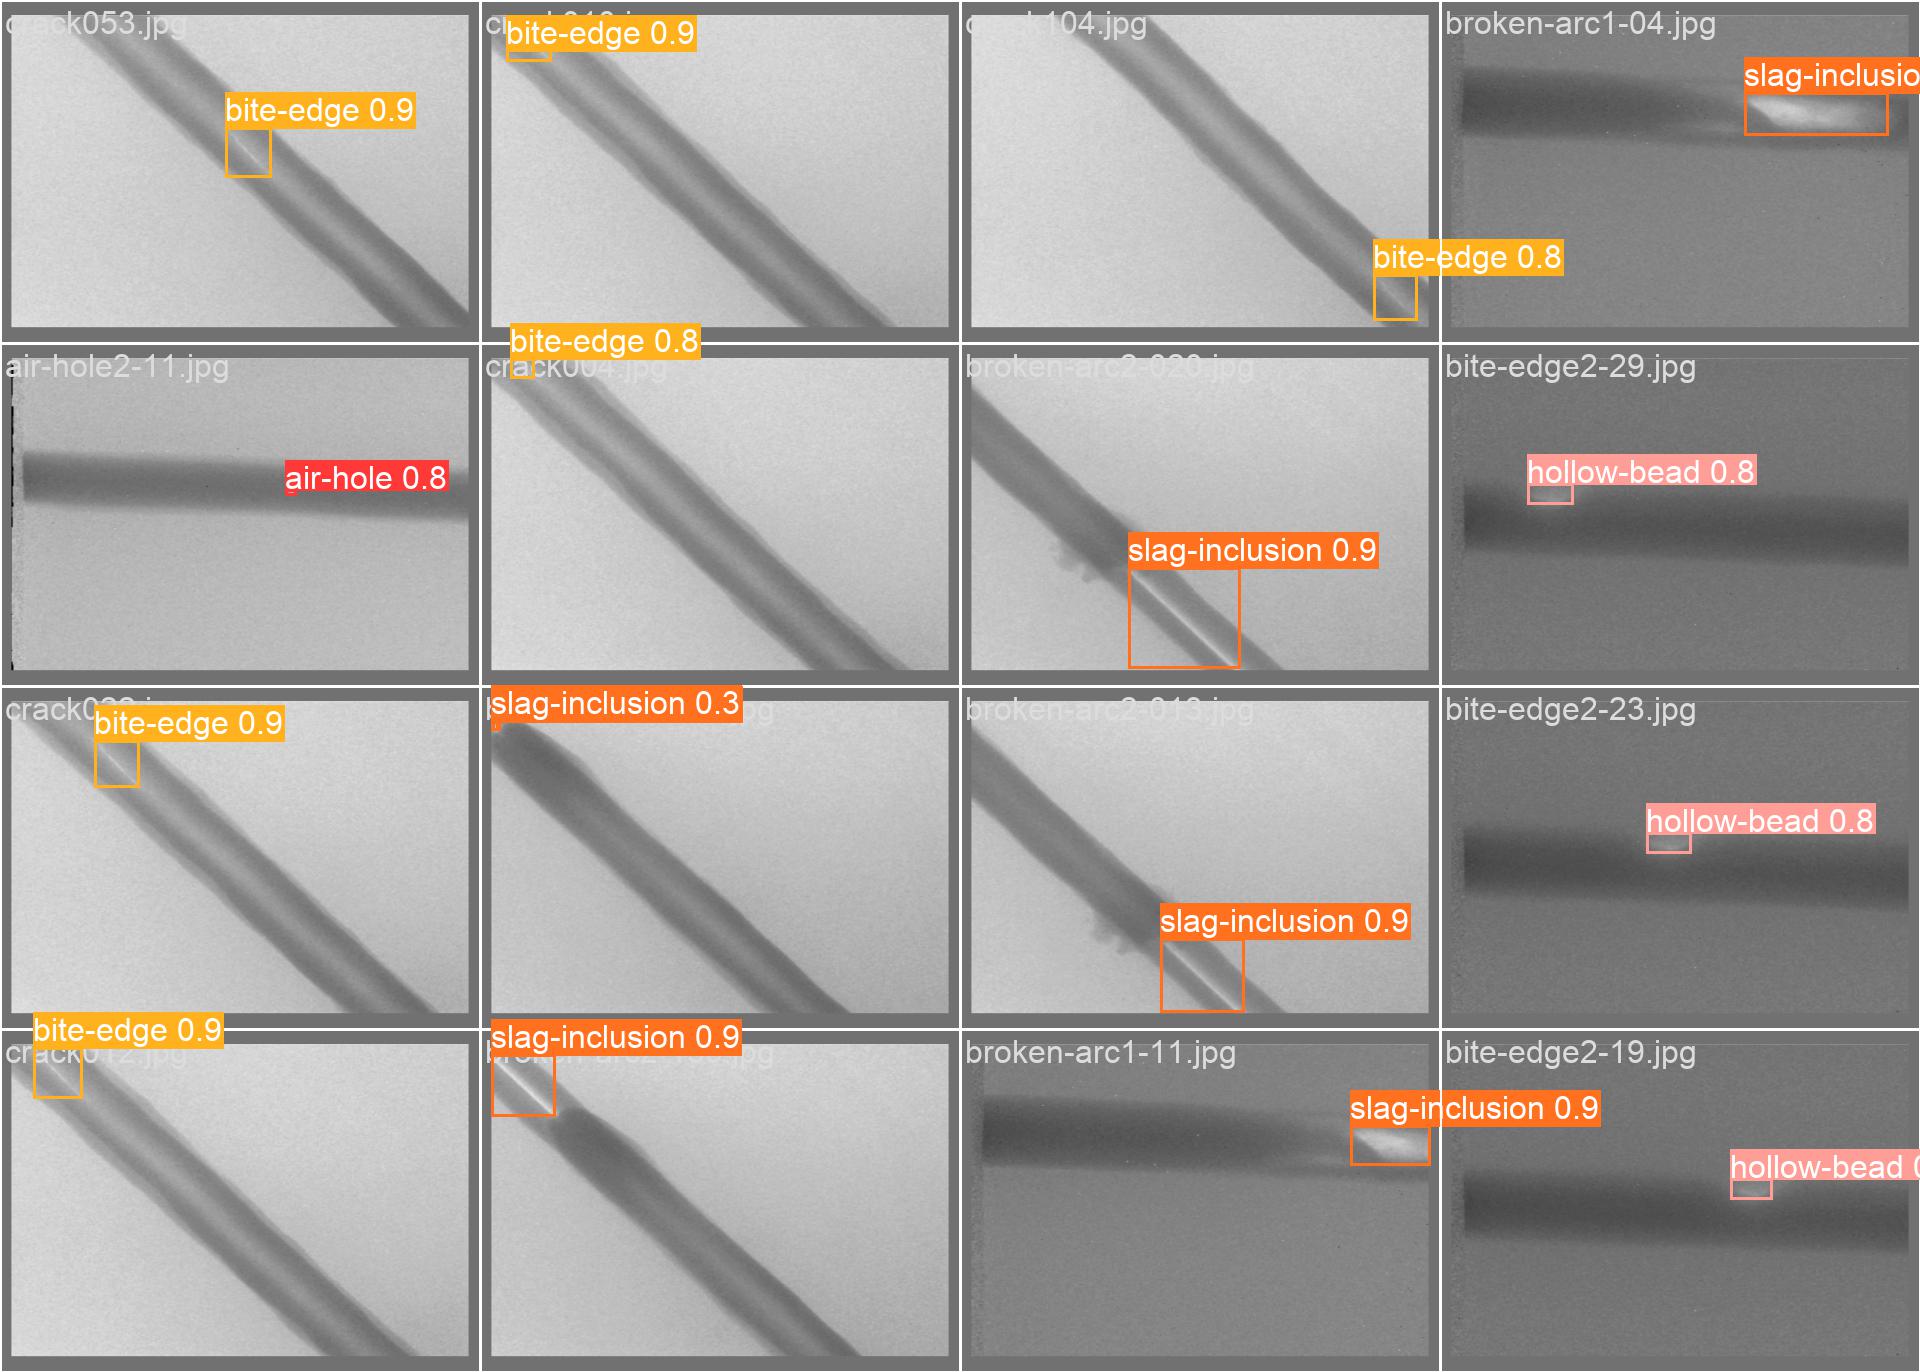 crack053.jpg
bite-edge 0.9
bite-edge 0.9
104.jpg
bite-edge 0.8
broken-arc1-04.jpg
slag-inclusio
air-hole2-11.jpg
air-hole 0.8
bite-edge 0.8
crack004.jpg
broken-arc2-020.jpg
slag-inclusion 0.9
bite-edge2-29.jpg
hollow-bead 0.8
bite-edge 0.9
slag-inclusion 0.3
broken-arc2-013.jpg
slag-inclusion 0.9
bite-edge2-23.jpg
hollow-bead 0.8
bite-edge 0.9
crack012.jpg
slag-inclusion 0.9
broken-arc1-11.jpg
slag-inclusion 0.9
bite-edge2-19.jpg
hollow-bead